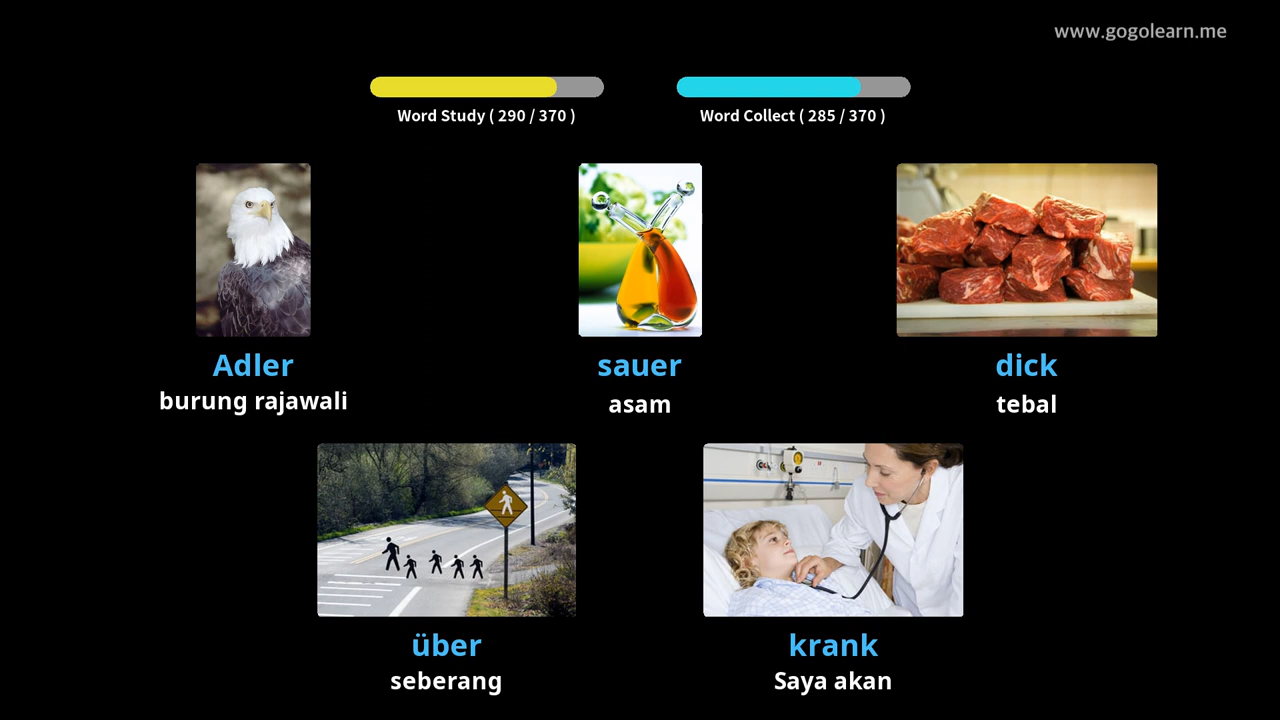 www.gogolearn.me
Word Study ( 290 / 370 )
Word Collect ( 285 / 370 )
Adler
burung rajawali
sauer
asam
dick
tebal
über
seberang
krank
Saya akan